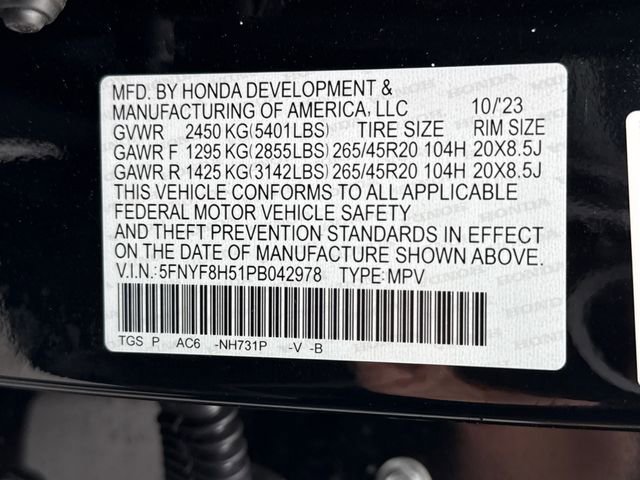 MFD. BY HONDA DEVELOPMENT &
MANUFACTURING OF AMERICA, LLC 10/'23
GVWR 2450 KG(5401LBS) TIRE SIZE RIM SIZE
GAWR F 1295 KG(2855LBS) 265/45R20 104H 20X8.5J
GAWR R 1425 KG(3142LBS) 265/45R20 104H 20X8.5J
THIS VEHICLE CONFORMS TO ALL APPLICABLE
FEDERAL MOTOR VEHICLE SAFETY
AND THEFT PREVENTION STANDARDS IN EFFECT
ON THE DATE OF MANUFACTURE SHOWN ABOVE.
V.I.N.:5FNYF8H51PB042978 TYPE:MPV
TGS P AC6 -NH731P -V -B